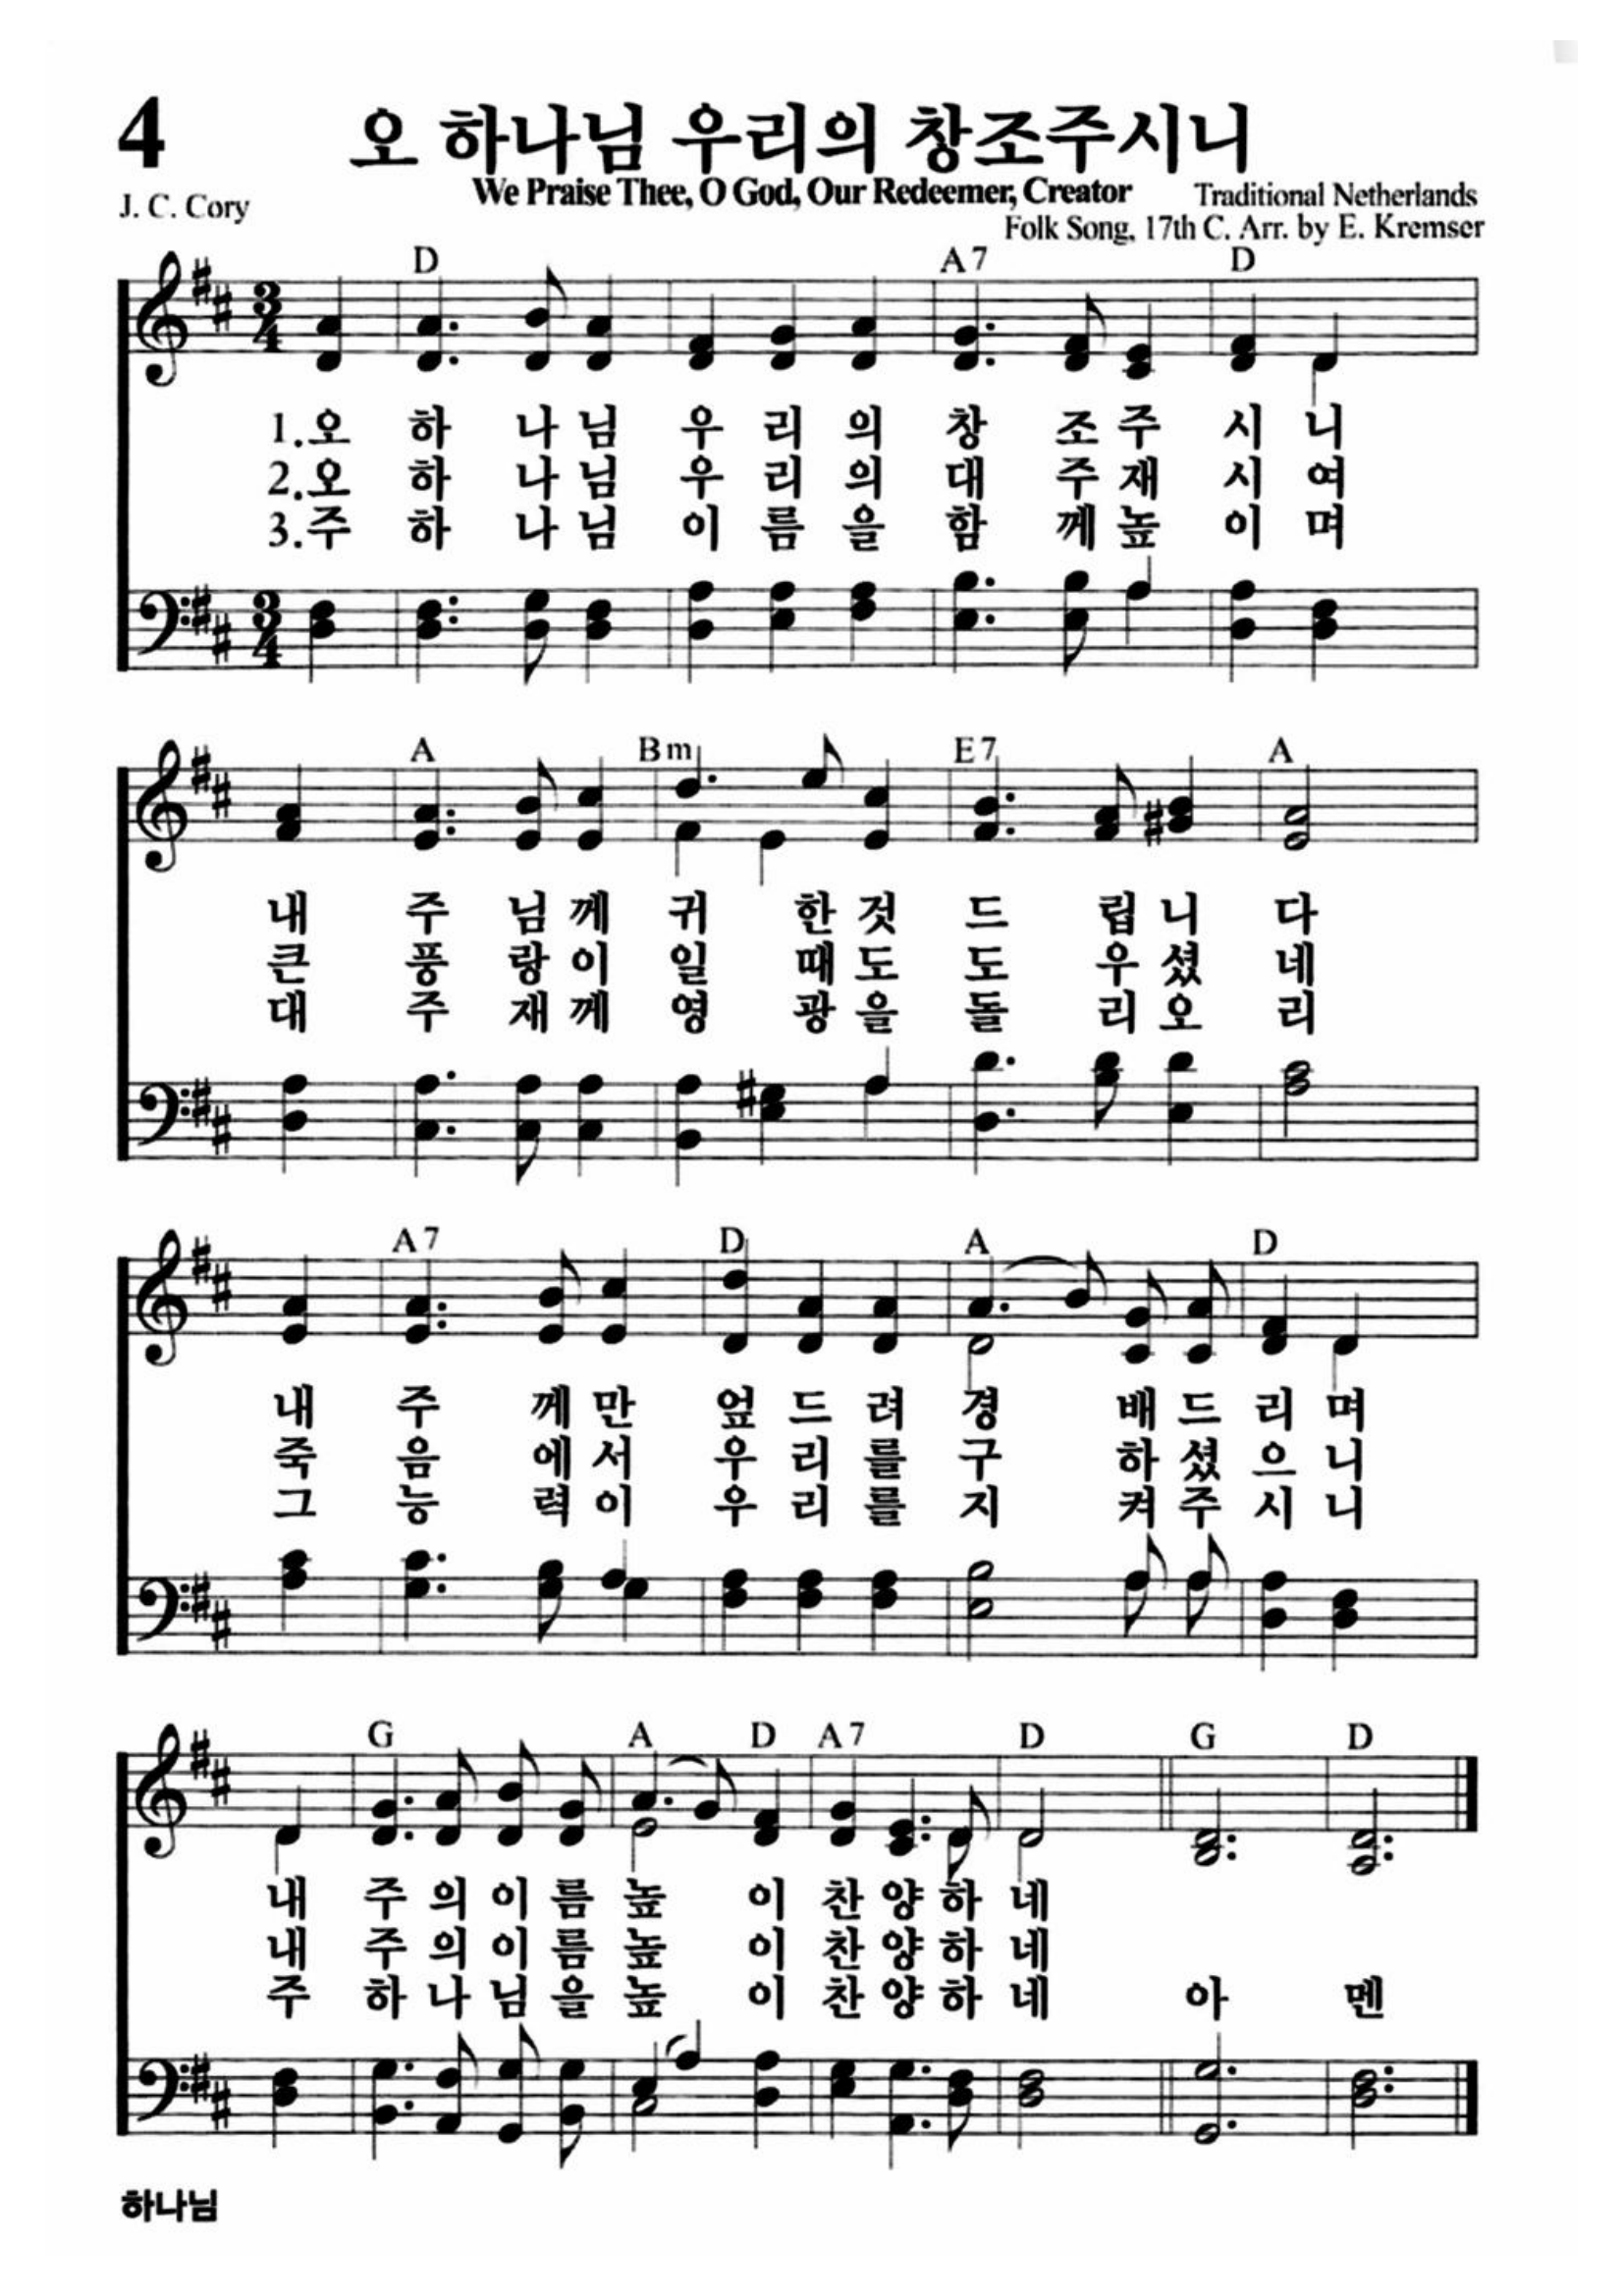 4
오 하나님 우리의 창조주시니
We Praise Thee, O God, Our Redeemer, Creator
J. C. Cory
Traditional Netherlands
Folk Song, 17th C. Arr. by E. Kremser
D A7 D
3 4
1.오 하 나 님 우 리 의 창 조 주 시 니
2.오 하 나 님 우 리 의 대 주 재 시 여
3.주 하 나 님 이 름 을 함 께 높 이 며
3 4
A Bm E7 A
내 주 님 께 귀 한 것 드 립 니 다
큰 풍 랑 이 일 때 도 도 우 셨 네
대 주 재 께 영 광 을 돌 리 오 리
A7 D A D
내 주 께 만 엎 드 려 경 배 드 리 며
죽 음 에 서 우 리 를 구 하 셨 으 니
그 능 력 이 우 리 를 지 켜 주 시 니
G A D A7 D G D
내 주 의 이 름 높 이 찬 양 하 네
내 주 의 이 름 높 이 찬 양 하 네
주 하 나 님 을 높 이 찬 양 하 네 아 멘
하나님